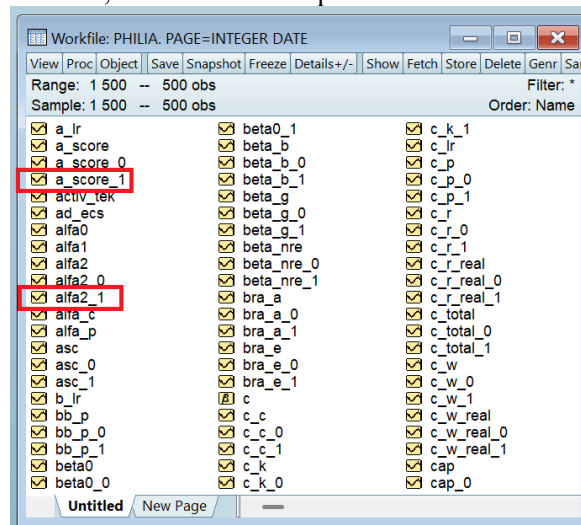 Workfile: PHILIA. PAGE=INTEGER DATE
View Proc Object Save Snapshot Freeze Details+/- Show Fetch Store Delete Genr Sa
Range: 1 500 -- 500 obs Filter: *
Sample: 1 500 -- 500 obs Order: Name
a_lr
a_score
a_score_0
a_score_1
activ_tek
ad_ecs
alfa0
alfa1
alfa2
alfa2_0
alfa2_1
alfa_c
alfa_p
asc
asc_0
asc_1
b_lr
bb_p
bb_p_0
bb_p_1
beta0
beta0_0
beta0_1
beta_b
beta_b_0
beta_b_1
beta_g
beta_g_0
beta_g_1
beta_nre
beta_nre_0
beta_nre_1
bra_a
bra_a_0
bra_a_1
bra_e
bra_e_0
bra_e_1
c
c_c
c_c_0
c_c_1
c_k
c_k_0
c_k_1
c_lr
c_p
c_p_0
c_p_1
c_r
c_r_0
c_r_1
c_r_real
c_r_real_0
c_r_real_1
c_total
c_total_0
c_total_1
c_w
c_w_0
c_w_1
c_w_real
c_w_real_0
c_w_real_1
cap
cap_0
Untitled New Page